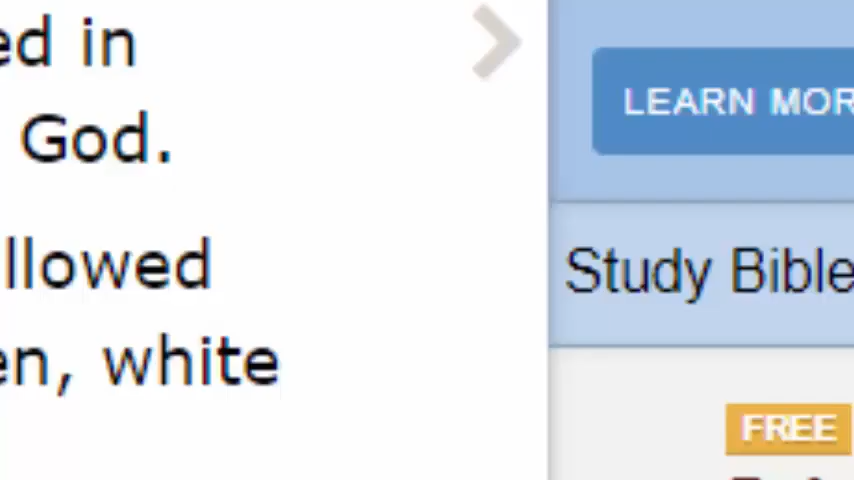 ed in
God.
llowed
en, white
LEARN MOR
Study Bible
FREE